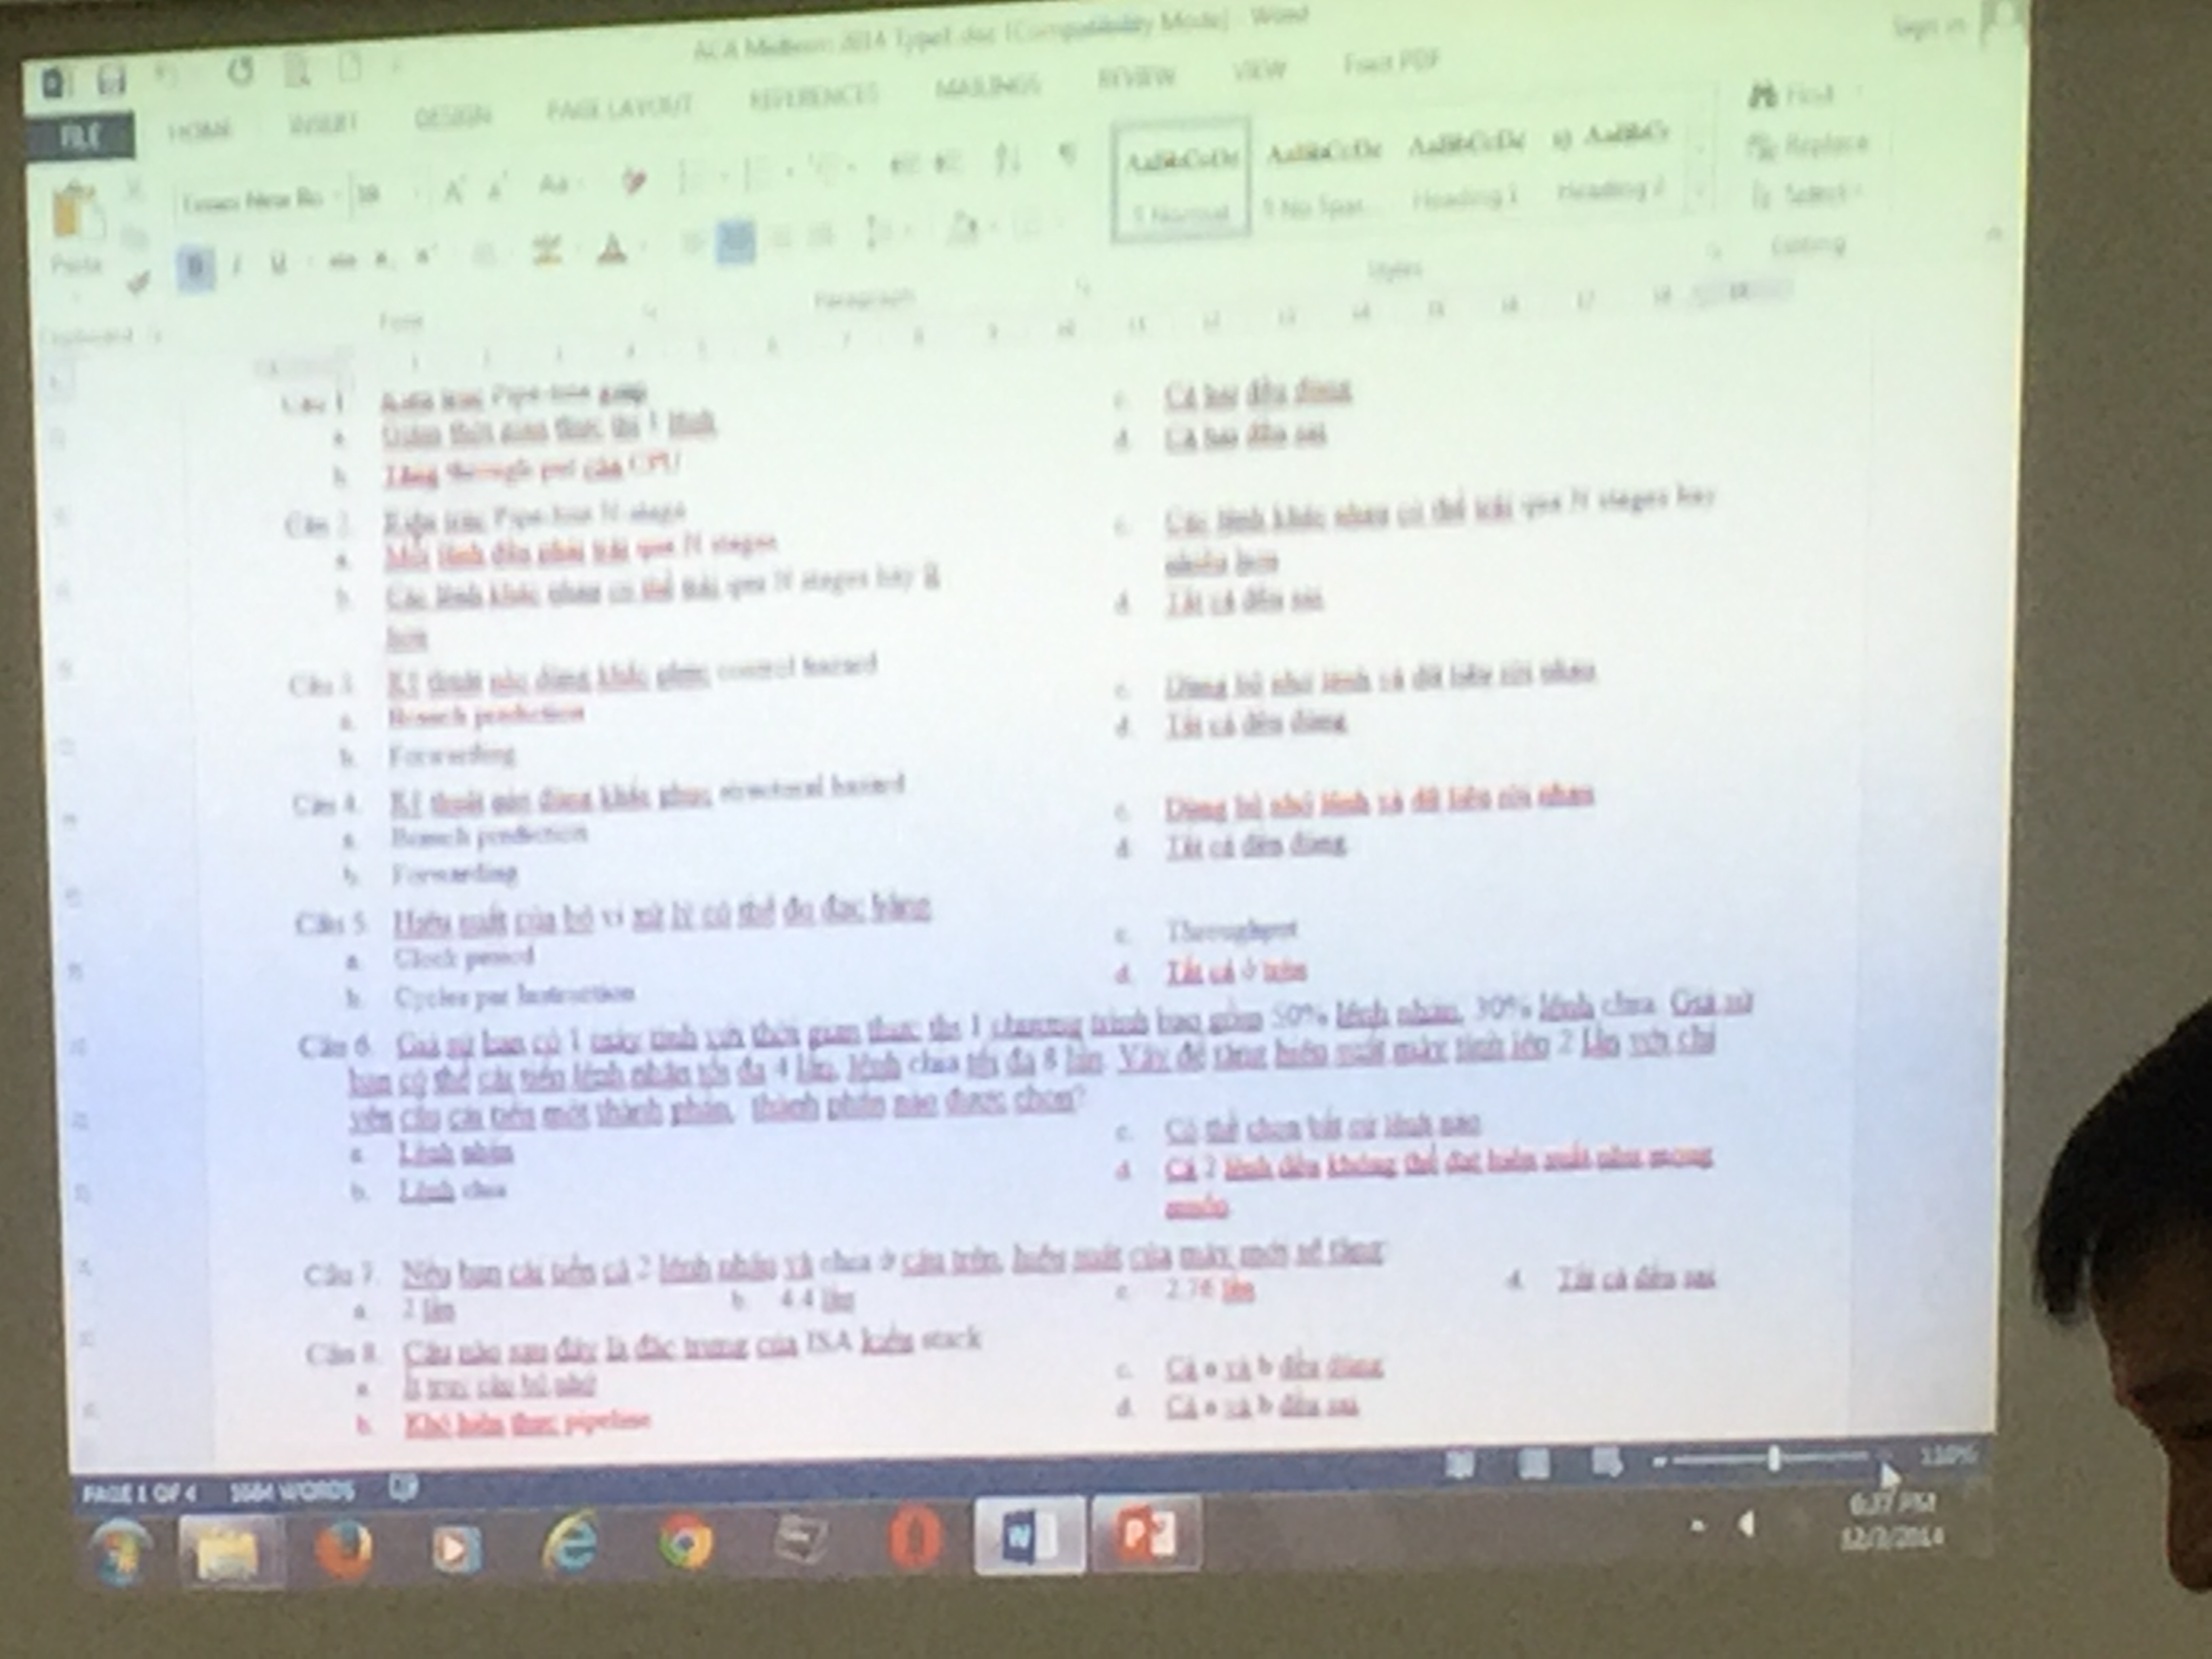 ACA Midterm 2014 Type1.doc [Compatibility Mode] - Word
Sign in
FILE HOME INSERT DESIGN PAGE LAYOUT REFERENCES MAILINGS REVIEW VIEW Foxit PDF
Times New Ro
AaBbCcDc AaBbCcDc AaBbCcDc AaBbCc
¶ Normal ¶ No Spac... Heading 1 Heading 2
Find
Replace
Select
Paste
Clipboard Font Paragraph Styles Editing
Câu 1. Kiến trúc Pipe-line giúp
a. Giảm thời gian thực thi 1 lệnh
b. Tăng through put của CPU
c. Cả hai đều đúng
d. Cả hai đều sai
Câu 2. Kiến trúc Pipe-line N-stage
a. Mỗi lệnh đều phải trải qua N stages
b. Các lệnh khác nhau có thể trải qua N stages hay ít
hơn
c. Các lệnh khác nhau có thể trải qua N stages hay
nhiều hơn
d. Tất cả đều sai
Câu 3. Kĩ thuật nào dùng khắc phục control hazard
a. Branch prediction
b. Forwarding
c. Dùng bộ nhớ lệnh và dữ liệu rời nhau
d. Tất cả đều đúng
Câu 4. Kĩ thuật nào dùng khắc phục structural hazard
a. Branch prediction
b. Forwarding
c. Dùng bộ nhớ lệnh và dữ liệu rời nhau
d. Tất cả đều đúng
Câu 5. Hiệu suất của bộ vi xử lý có thể đo đạc bằng
a. Clock period
b. Cycles per Instruction
c. Throughput
d. Tất cả ở trên
Câu 6. Giả sử bạn có 1 máy tính với thời gian thực thi 1 chương trình bao gồm 50% lệnh nhân, 30% lệnh chia. Giả sử
bạn có thể cải tiến lệnh nhân tối đa 4 lần, lệnh chia tối đa 8 lần. Vậy để tăng hiệu suất máy tính lên 2 lần với chỉ
yêu cầu cải tiến một thành phần, thành phần nào được chọn?
a. Lệnh nhân
b. Lệnh chia
c. Có thể chọn bất cứ lệnh nào
d. Cả 2 lệnh đều không thể đạt hiệu suất như mong
muốn
Câu 7. Nếu bạn cải tiến cả 2 lệnh nhân và chia ở câu trên, hiệu suất của máy mới sẽ tăng:
a. 2 lần b. 4.4 lần c. 2.76 lần d. Tất cả đều sai
Câu 8. Câu nào sau đây là đặc trưng của ISA kiểu stack
a. Ít truy cập bộ nhớ
b. Khó hiện thực pipeline
c. Cả a và b đều đúng
d. Cả a và b đều sai
PAGE 1 OF 4 WORDS 110%
6:37 PM
12/2/2014